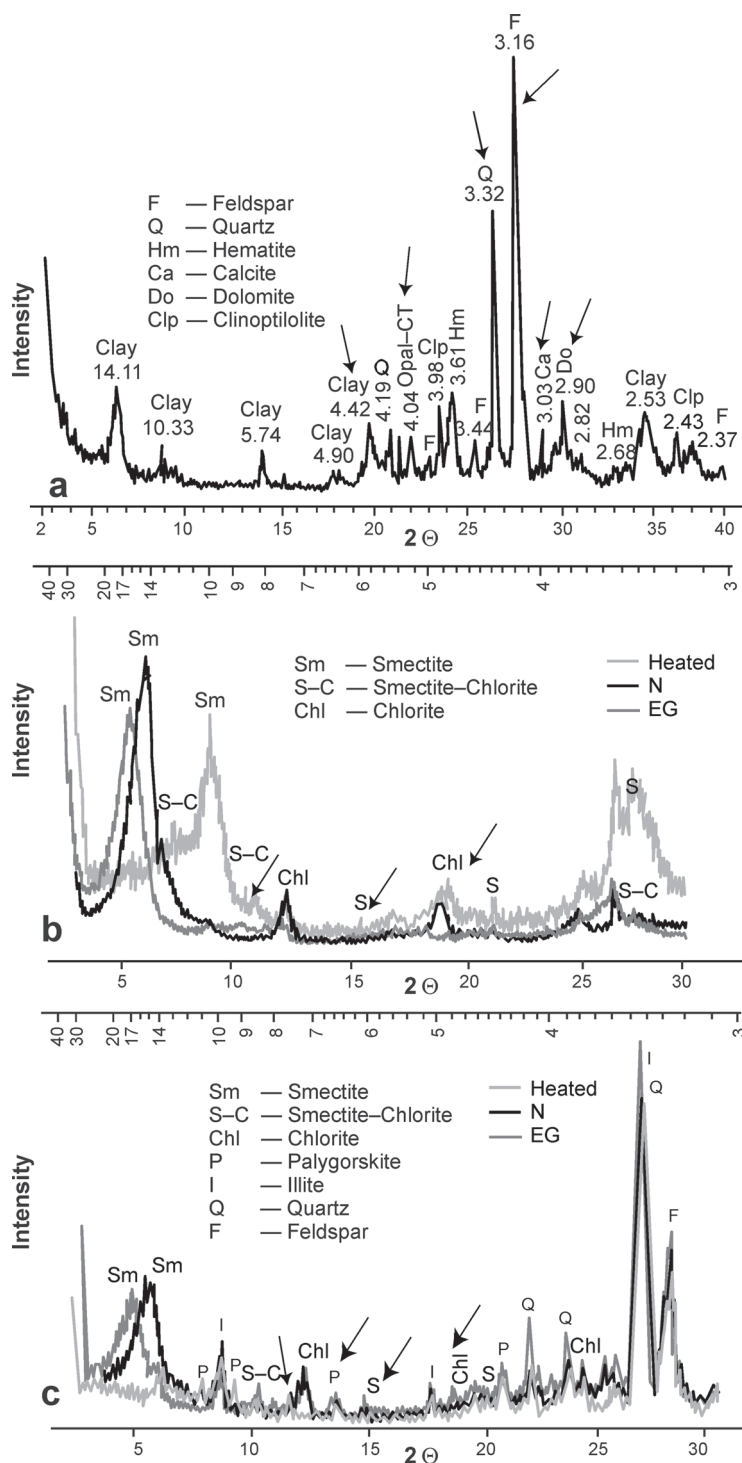 F
3.16
Q
3.32
F — Feldspar
Q — Quartz
Hm — Hematite
Ca — Calcite
Do — Dolomite
Clp — Clinoptilolite
Intensity
Clay
14.11
Clay
10.33
Clay
5.74
Clay
4.90
Clay
4.42
Q
4.19
Opal–CT
4.04
F
Clp
3.98
Hm
3.61
F
3.44
Ca
3.03
Do
2.90
2.82
Hm
2.68
Clay
2.53
Clp
2.43
F
2.37
a
2 5 10 15 20 25 30 35 40
2 Θ
40 30 20 17 14 10 9 8 7 6 5 4 3
Sm — Smectite
S–C — Smectite–Chlorite
Chl — Chlorite
Heated
N
EG
Intensity
Sm
Sm
Sm
S–C
S–C
Chl
S
Chl
S
S
S–C
b
5 10 15 20 25 30
2 Θ
40 30 20 17 14 10 9 8 7 6 5 4 3
Sm — Smectite
S–C — Smectite–Chlorite
Chl — Chlorite
P — Palygorskite
I — Illite
Q — Quartz
F — Feldspar
Heated
N
EG
Intensity
I
Q
F
Sm
Sm
P
I
P
S–C
Chl
P
S
I
Chl
S
P
Q
Q
Chl
c
5 10 15 20 25 30
2 Θ